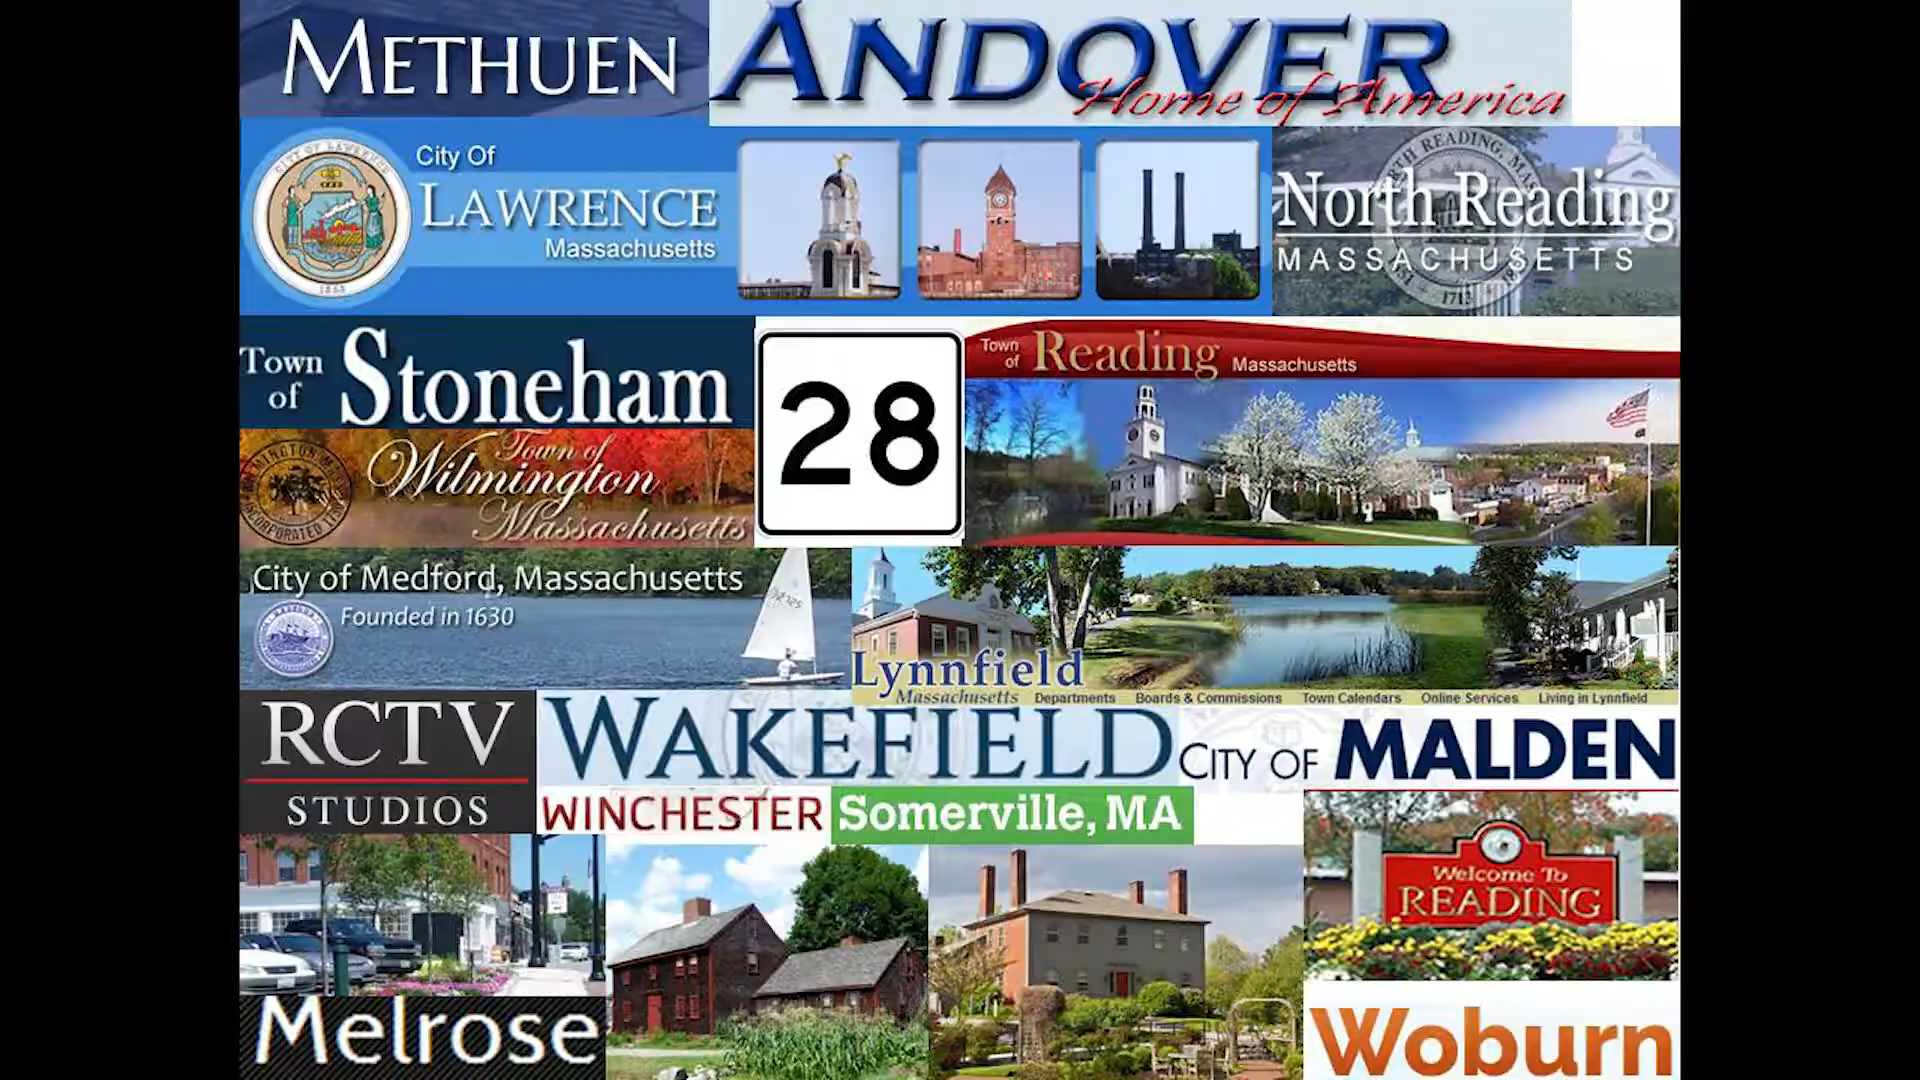 METHUEN
ANDOVER
Home of America
City Of
LAWRENCE
Massachusetts
CITY OF LAWRENCE
North Reading
MASSACHUSETTS
Town
of
Stoneham
28
Town
of
Reading
Massachusetts
Town of
Wilmington
Massachusetts
City of Medford, Massachusetts
Founded in 1630
Lynnfield
Massachusetts Departments Boards & Commissions Town Calendars Online Services Living in Lynnfield
RCTV
STUDIOS
WAKEFIELD
CITY OF MALDEN
WINCHESTER
Somerville, MA
Welcome To
READING
Melrose
Woburn